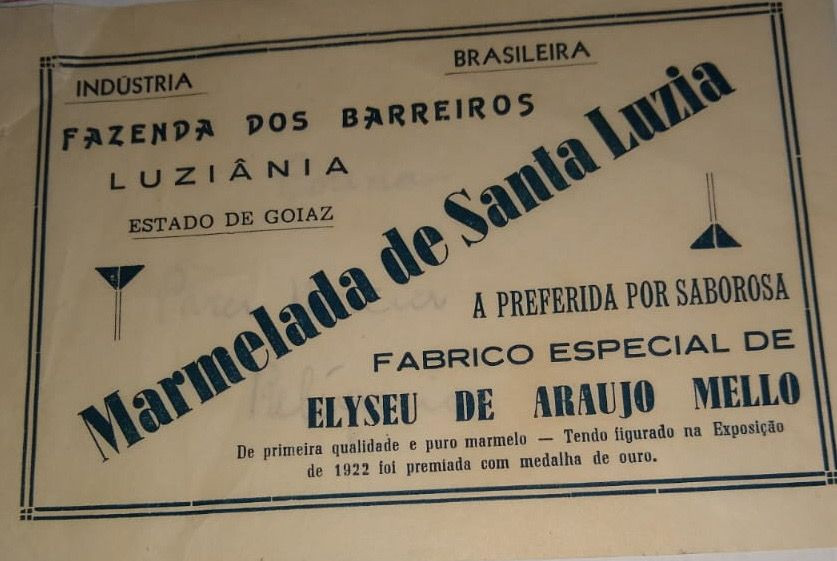 INDÚSTRIA BRASILEIRA
FAZENDA DOS BARREIROS
LUZIÂNIA
ESTADO DE GOIAZ
Marmelada de Santa Luzia
A PREFERIDA POR SABOROSA
FABRICO ESPECIAL DE
ELYSEU DE ARAUJO MELLO
De primeira qualidade e puro marmelo — Tendo figurado na Exposição
de 1922 foi premiada com medalha de ouro.